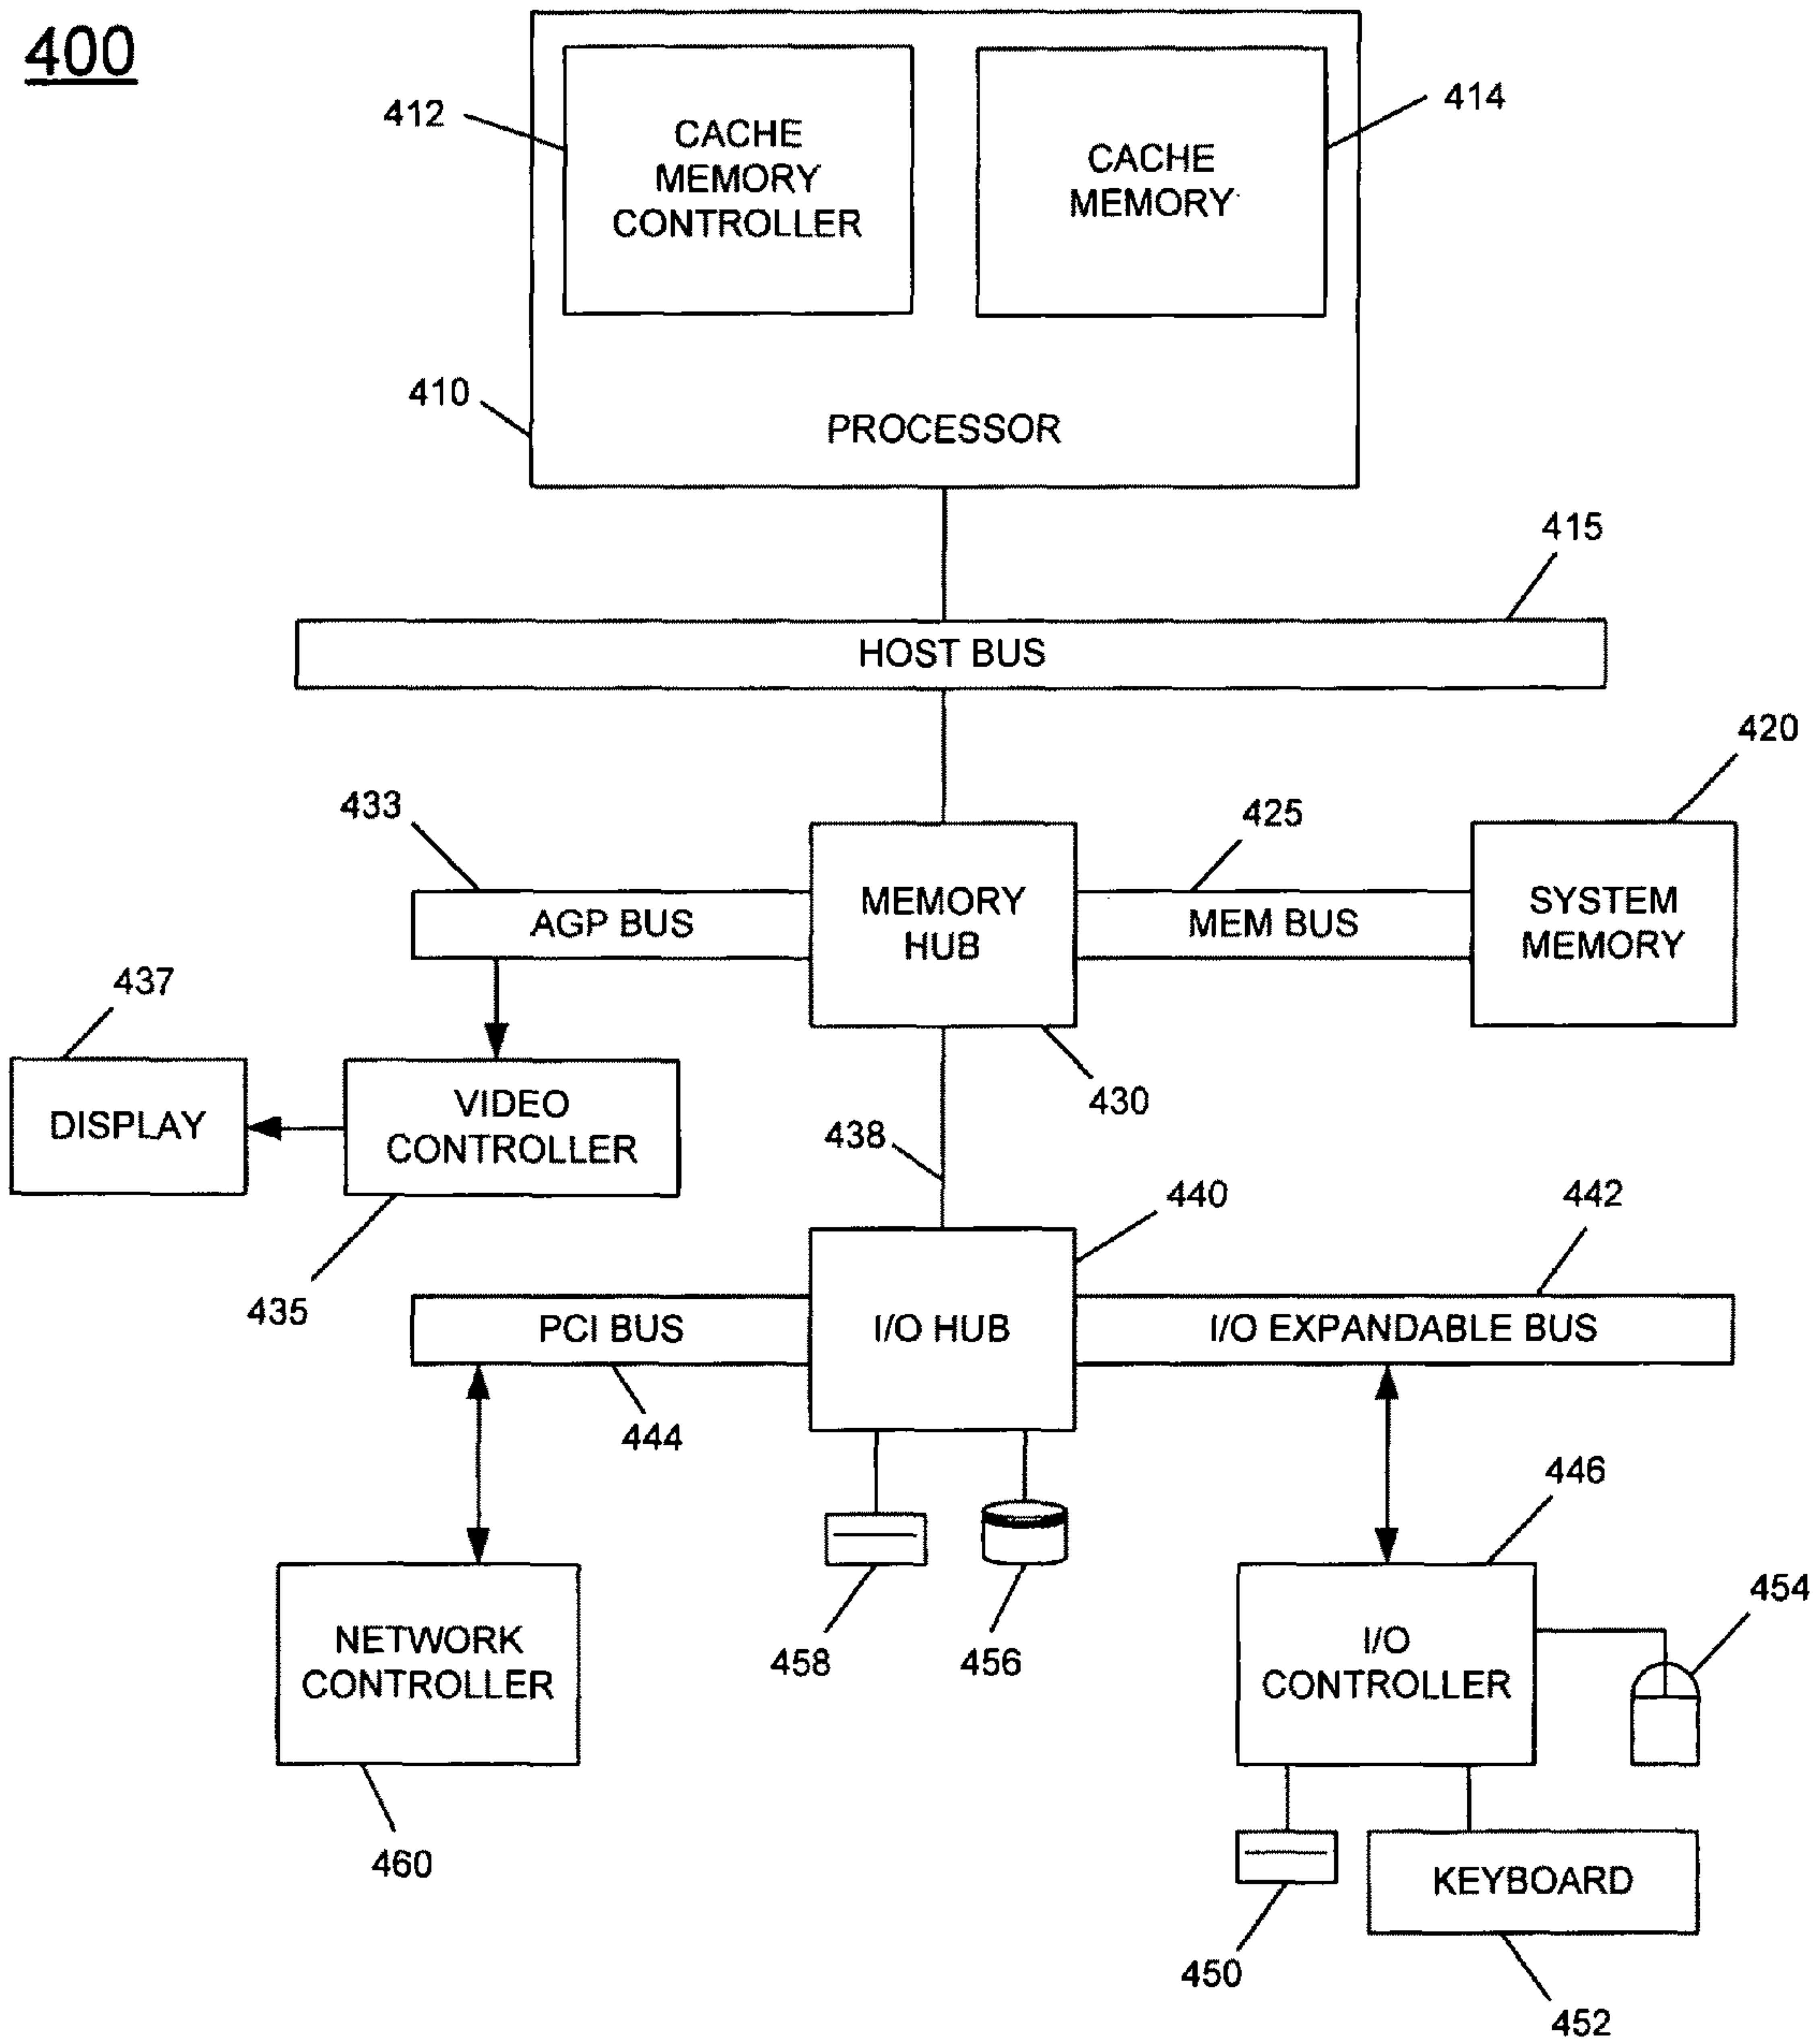 400
412
CACHE
MEMORY
CONTROLLER
CACHE
MEMORY
414
410
PROCESSOR
415
HOST BUS
420
433
425
AGP BUS
MEMORY
HUB
MEM BUS
SYSTEM
MEMORY
437
DISPLAY
VIDEO
CONTROLLER
430
438
435
440
442
PCI BUS
I/O HUB
I/O EXPANDABLE BUS
444
446
454
NETWORK
CONTROLLER
458
456
I/O
CONTROLLER
460
KEYBOARD
450
452